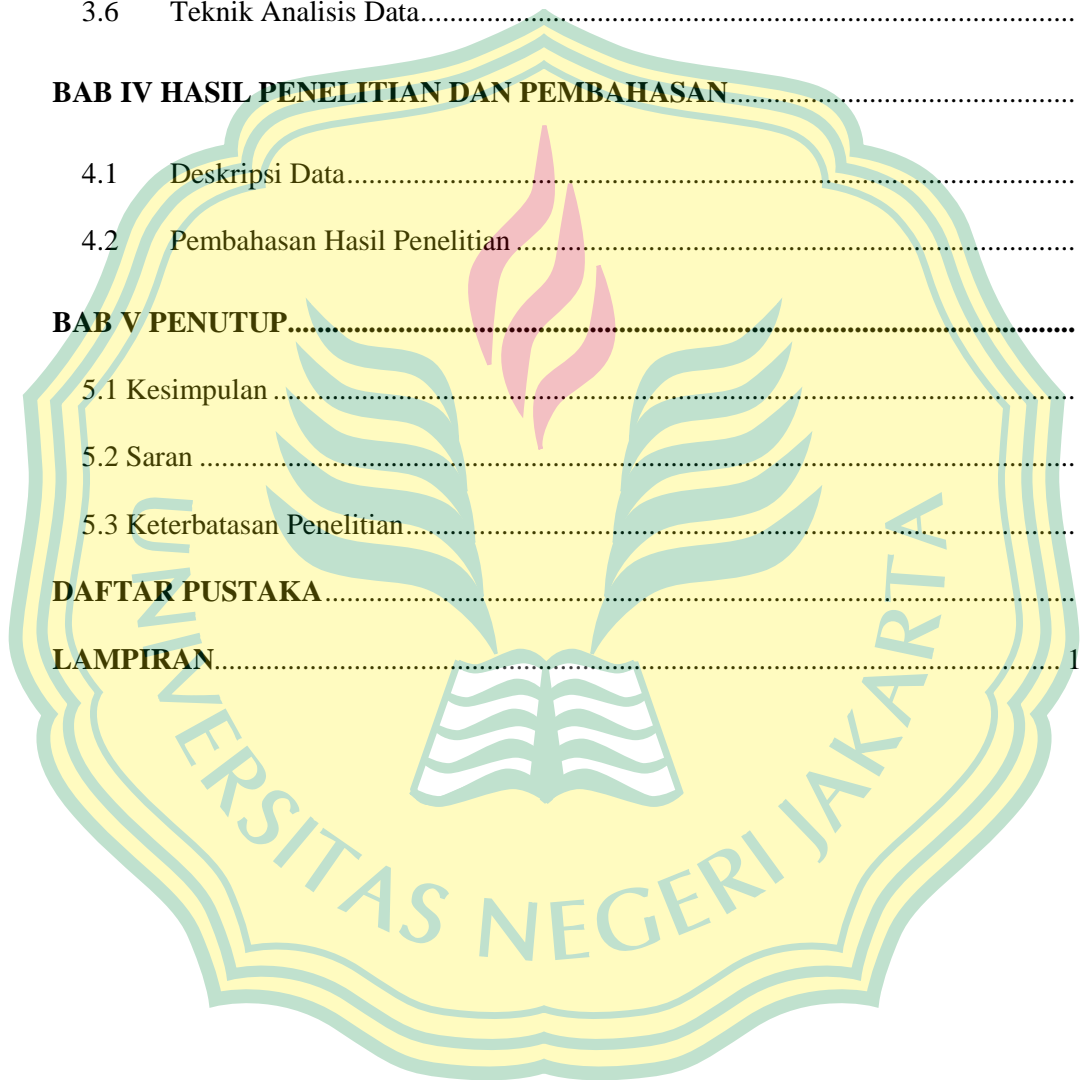 3.6 Teknik Analisis Data........................................................................
BAB IV HASIL PENELITIAN DAN PEMBAHASAN......................................
4.1 Deskripsi Data................................................................................
4.2 Pembahasan Hasil Penelitian..........................................................
BAB V PENUTUP....................................................................................
5.1 Kesimpulan......................................................................................
5.2 Saran...............................................................................................
5.3 Keterbatasan Penelitian....................................................................
DAFTAR PUSTAKA.................................................................................
LAMPIRAN............................................................................................. 1
UNIVERSITAS NEGERI JAKARTA